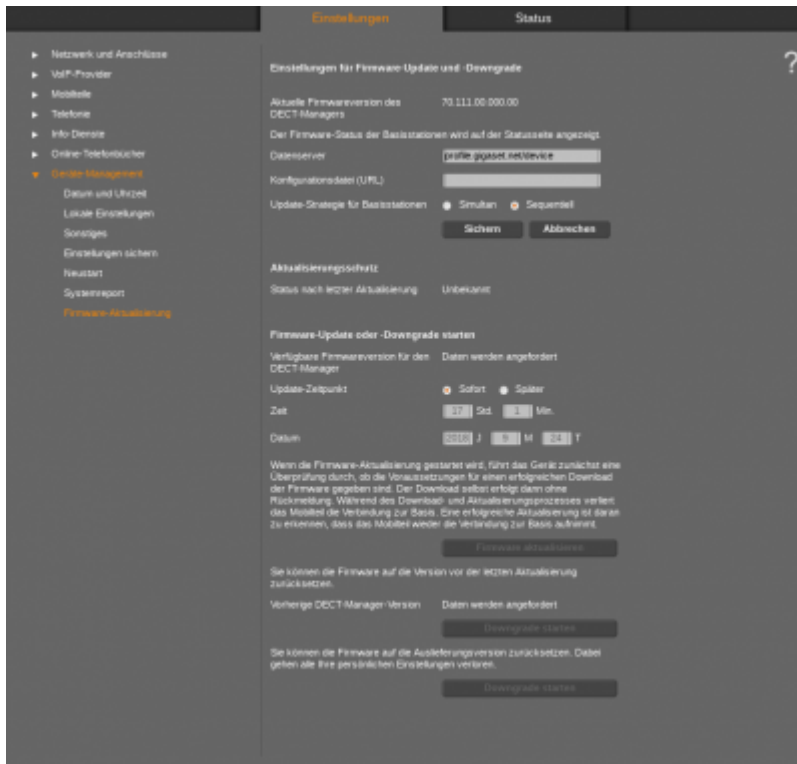 Einstellungen
Status
?
Netzwerk und Anschlüsse
VoIP-Provider
Mobilteile
Telefonie
Info-Dienste
Online-Telefonbücher
Geräte-Management
Datum und Uhrzeit
Lokale Einstellungen
Sonstiges
Einstellungen sichern
Neustart
Systemreport
Firmware-Aktualisierung
Einstellungen für Firmware-Update und -Downgrade
Aktuelle Firmwareversion des 70.111.00.000.00
DECT-Managers
Der Firmware-Status der Basisstationen wird auf der Statusseite angezeigt.
Datenserver profile.gigaset.net/device
Konfigurationsdatei (URL)
Update-Strategie für Basisstationen Simultan Sequentiell
Sichern Abbrechen
Aktualisierungsschutz
Status nach letzter Aktualisierung Unbekannt
Firmware-Update oder -Downgrade starten
Verfügbare Firmwareversion für den Daten werden angefordert
DECT-Manager
Update-Zeitpunkt Sofort Später
Zeit 17 Std. 1 Min.
Datum 2018 J 9 M 24 T
Wenn die Firmware-Aktualisierung gestartet wird, führt das Gerät zunächst eine
Überprüfung durch, ob die Voraussetzungen für einen erfolgreichen Download
der Firmware gegeben sind. Der Download selbst erfolgt dann ohne
Rückmeldung. Während des Download- und Aktualisierungsprozesses verliert
das Mobilteil die Verbindung zur Basis. Eine erfolgreiche Aktualisierung ist daran
zu erkennen, dass das Mobilteil wieder die Verbindung zur Basis aufnimmt.
Firmware aktualisieren
Sie können die Firmware auf die Version vor der letzten Aktualisierung
zurücksetzen.
Vorherige DECT-Manager-Version Daten werden angefordert
Downgrade starten
Sie können die Firmware auf die Auslieferungsversion zurücksetzen. Dabei
gehen alle Ihre persönlichen Einstellungen verloren.
Downgrade starten